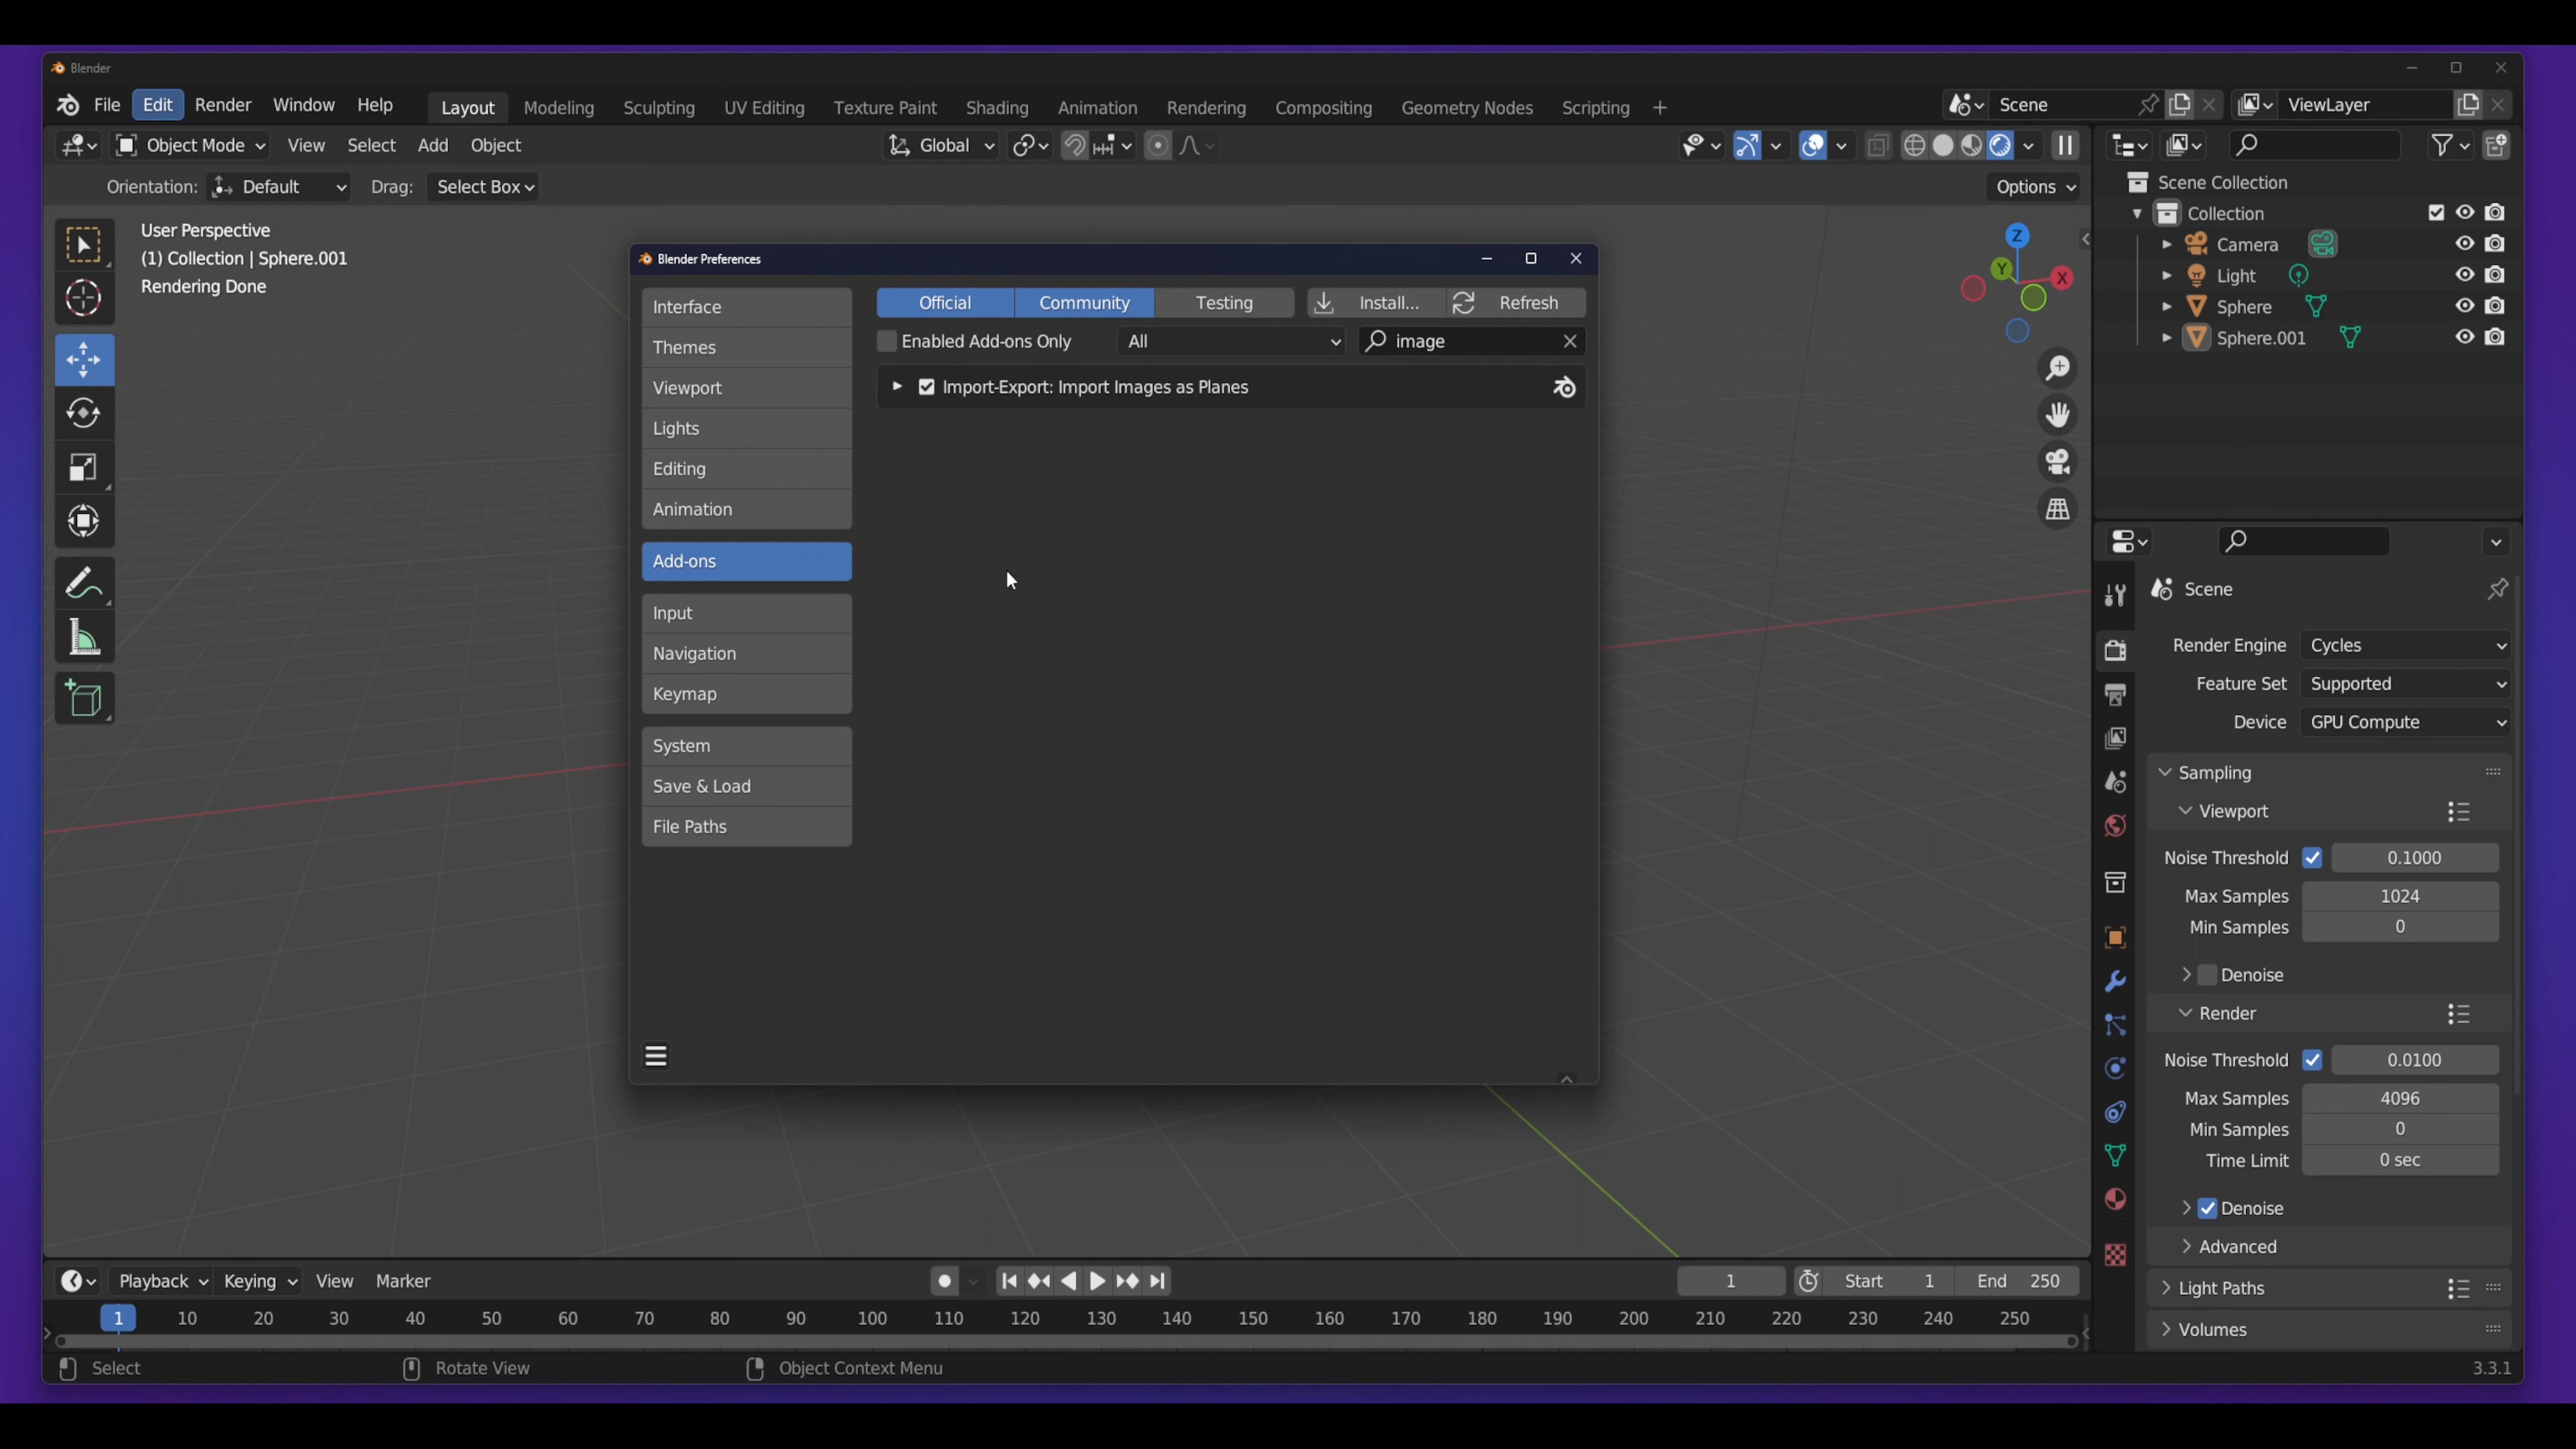 Blender
File Edit Render Window Help Layout Modeling Sculpting UV Editing Texture Paint Shading Animation Rendering Compositing Geometry Nodes Scripting + Scene ViewLayer
Object Mode View Select Add Object Global
Orientation: Default Drag: Select Box Options
User Perspective
(1) Collection | Sphere.001
Rendering Done
Z
Y
X
Scene Collection
Collection
Camera
Light
Sphere
Sphere.001
Blender Preferences
Interface
Themes
Viewport
Lights
Editing
Animation
Add-ons
Input
Navigation
Keymap
System
Save & Load
File Paths
Official Community Testing Install... Refresh
Enabled Add-ons Only All image
Import-Export: Import Images as Planes
Scene
Render Engine Cycles
Feature Set Supported
Device GPU Compute
Sampling
Viewport
Noise Threshold 0.1000
Max Samples 1024
Min Samples 0
Denoise
Render
Noise Threshold 0.0100
Max Samples 4096
Min Samples 0
Time Limit 0 sec
Denoise
Advanced
Light Paths
Volumes
Playback Keying View Marker 1 Start 1 End 250
1 10 20 30 40 50 60 70 80 90 100 110 120 130 140 150 160 170 180 190 200 210 220 230 240 250
Select Rotate View Object Context Menu 3.3.1